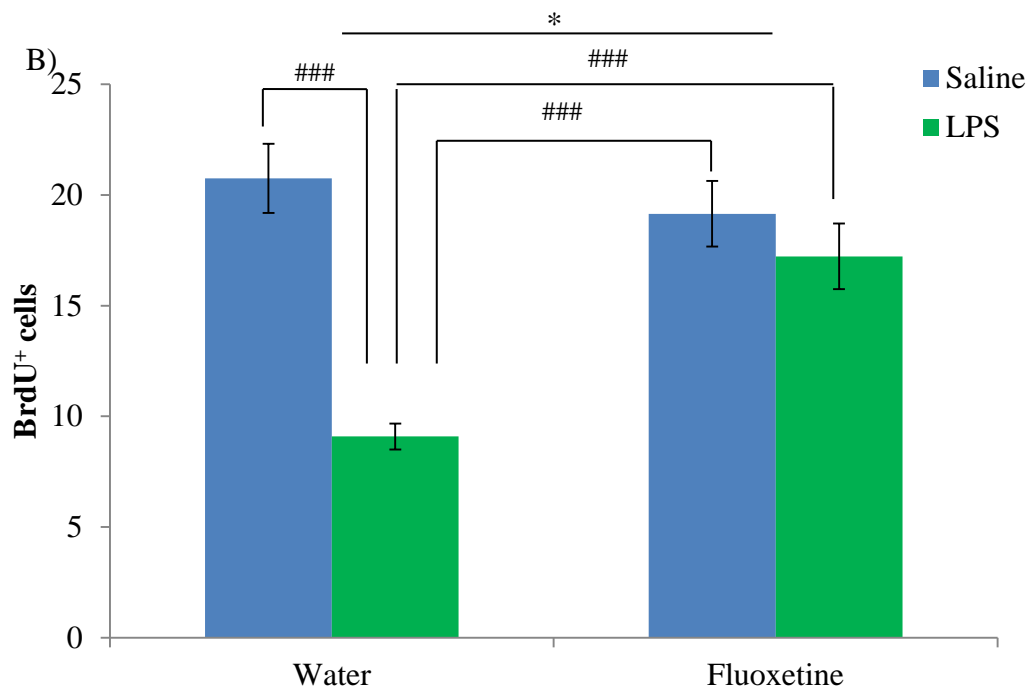 *
B)
###
###
###
Saline
LPS
25
20
15
10
5
0
BrdU⁺ cells
Water
Fluoxetine